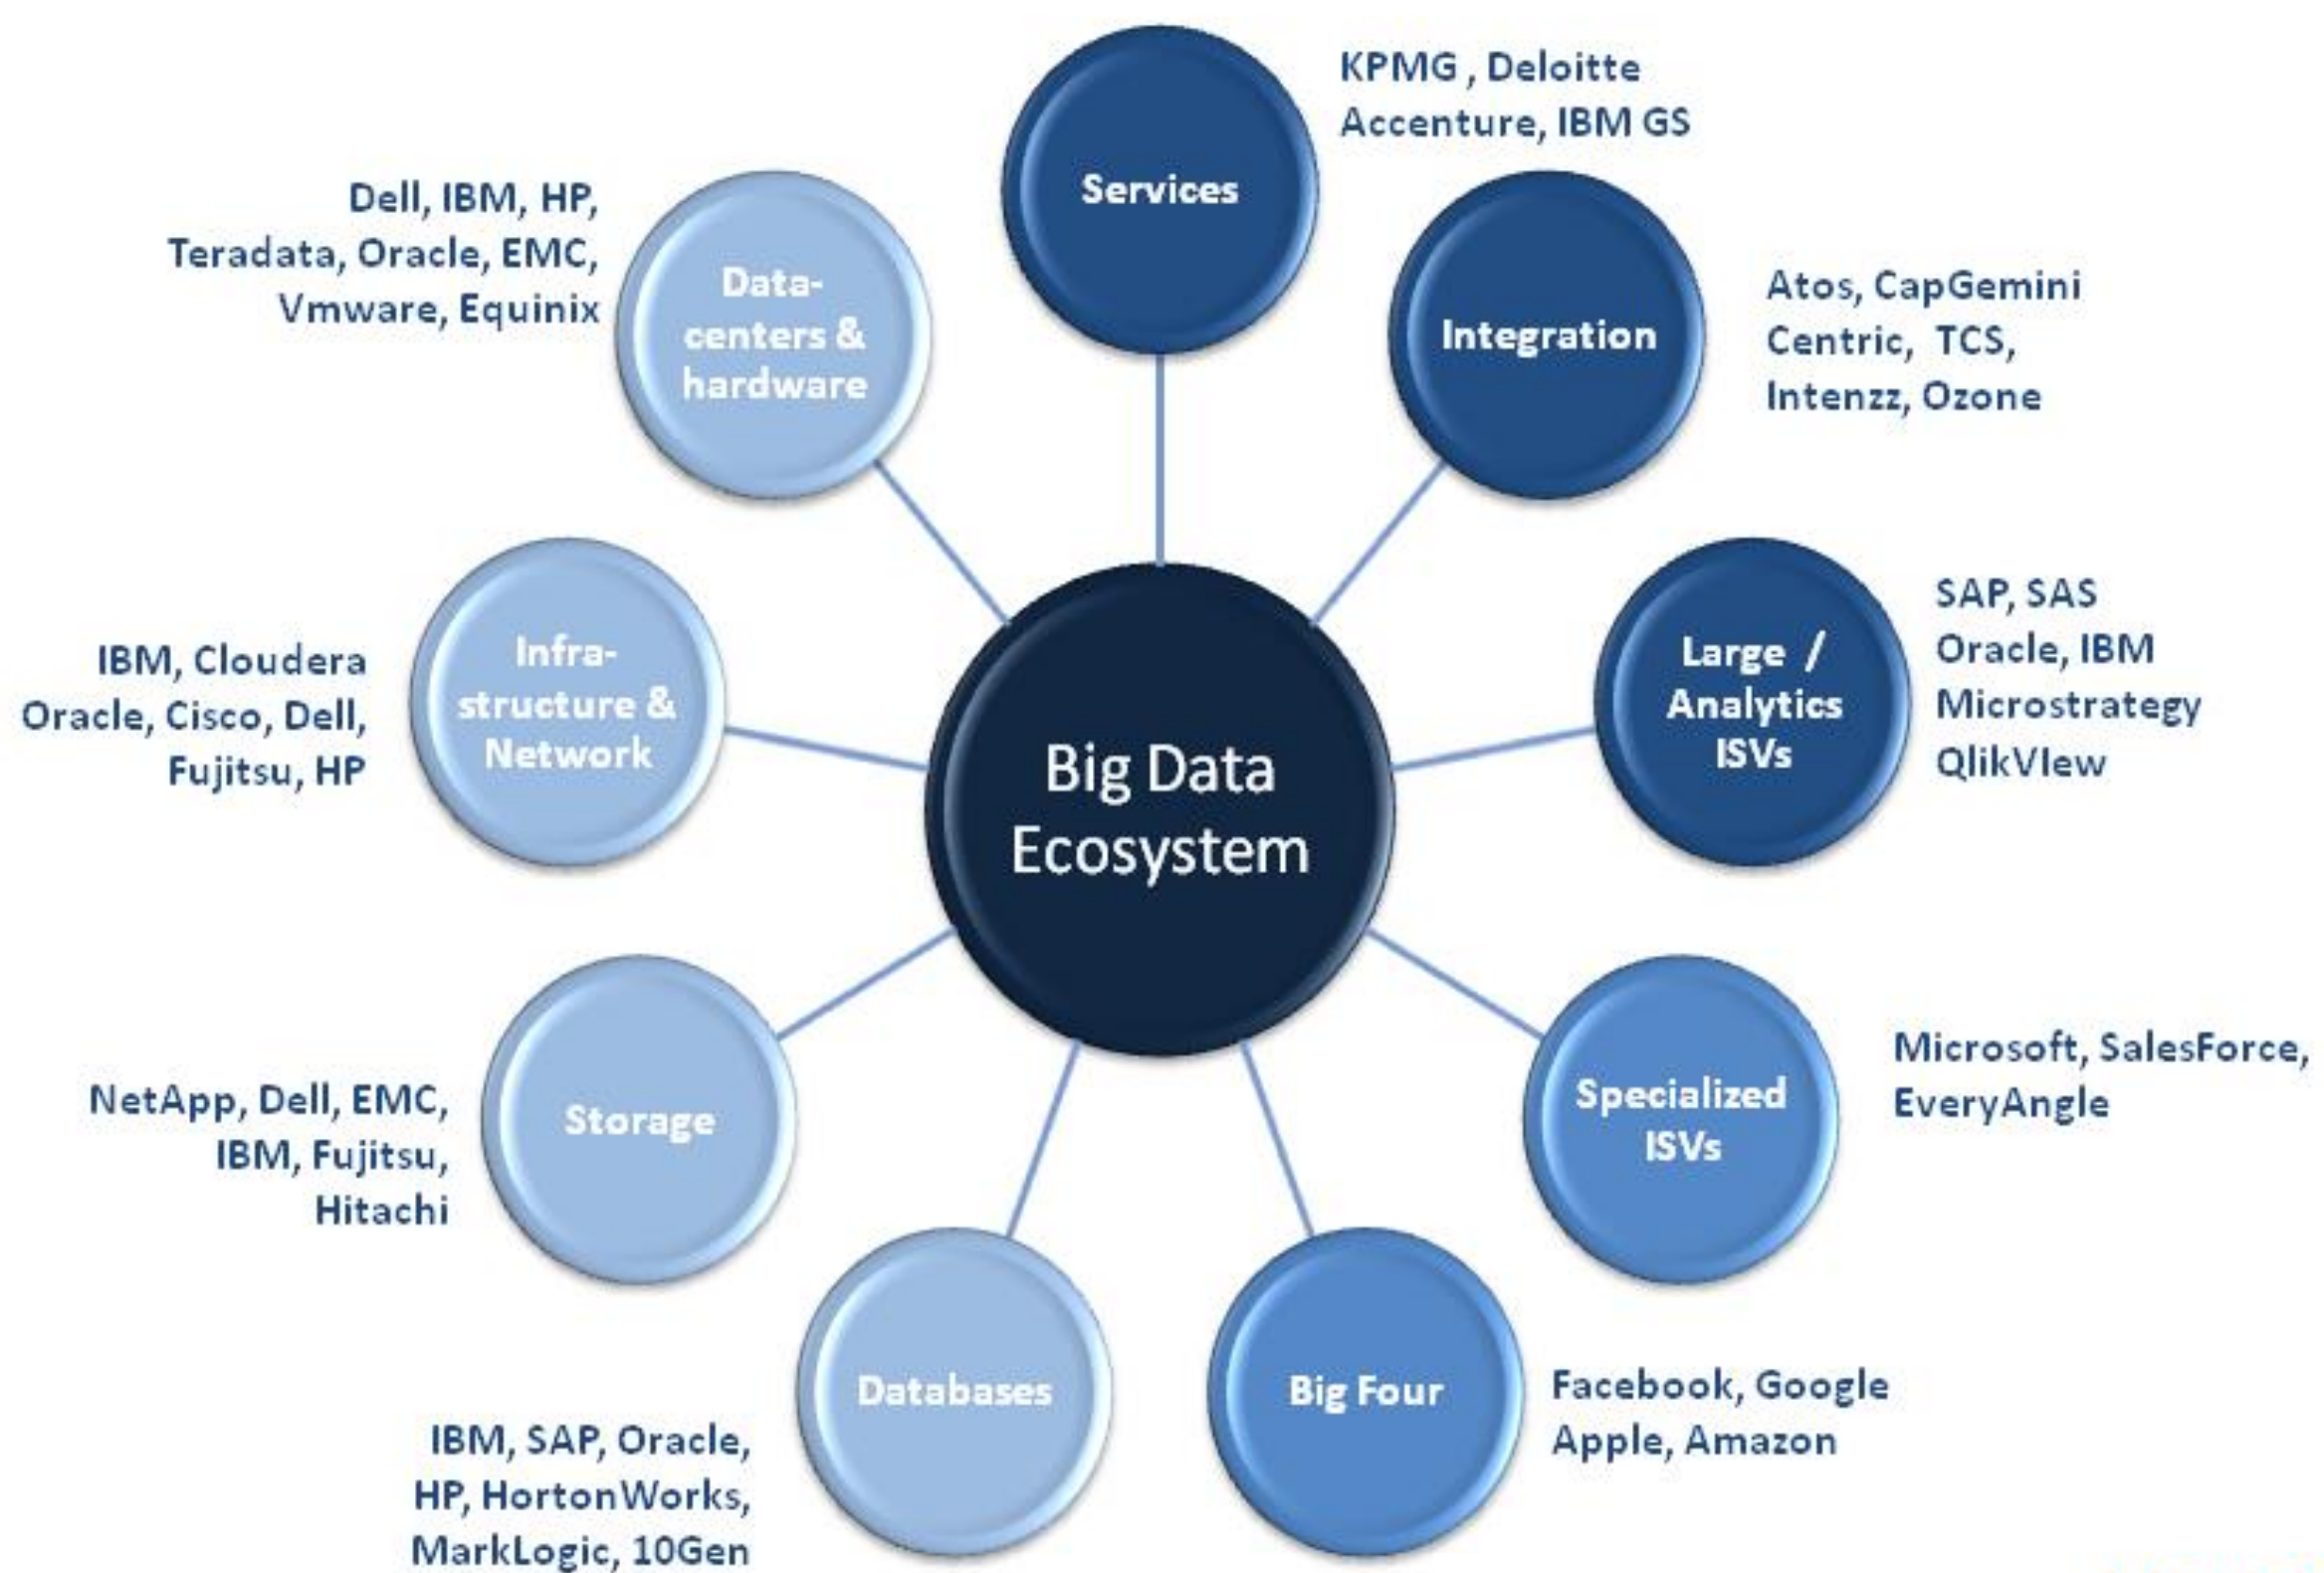 Services
KPMG , Deloitte
Accenture, IBM GS
Integration
Atos, CapGemini
Centric, TCS,
Intenzz, Ozone
Large /
Analytics
ISVs
SAP, SAS
Oracle, IBM
Microstrategy
QlikVIew
Specialized
ISVs
Microsoft, SalesForce,
EveryAngle
Big Four
Facebook, Google
Apple, Amazon
Databases
IBM, SAP, Oracle,
HP, HortonWorks,
MarkLogic, 10Gen
Storage
NetApp, Dell, EMC,
IBM, Fujitsu,
Hitachi
Infra-
structure &
Network
IBM, Cloudera
Oracle, Cisco, Dell,
Fujitsu, HP
Data-
centers &
hardware
Dell, IBM, HP,
Teradata, Oracle, EMC,
Vmware, Equinix
Big Data
Ecosystem